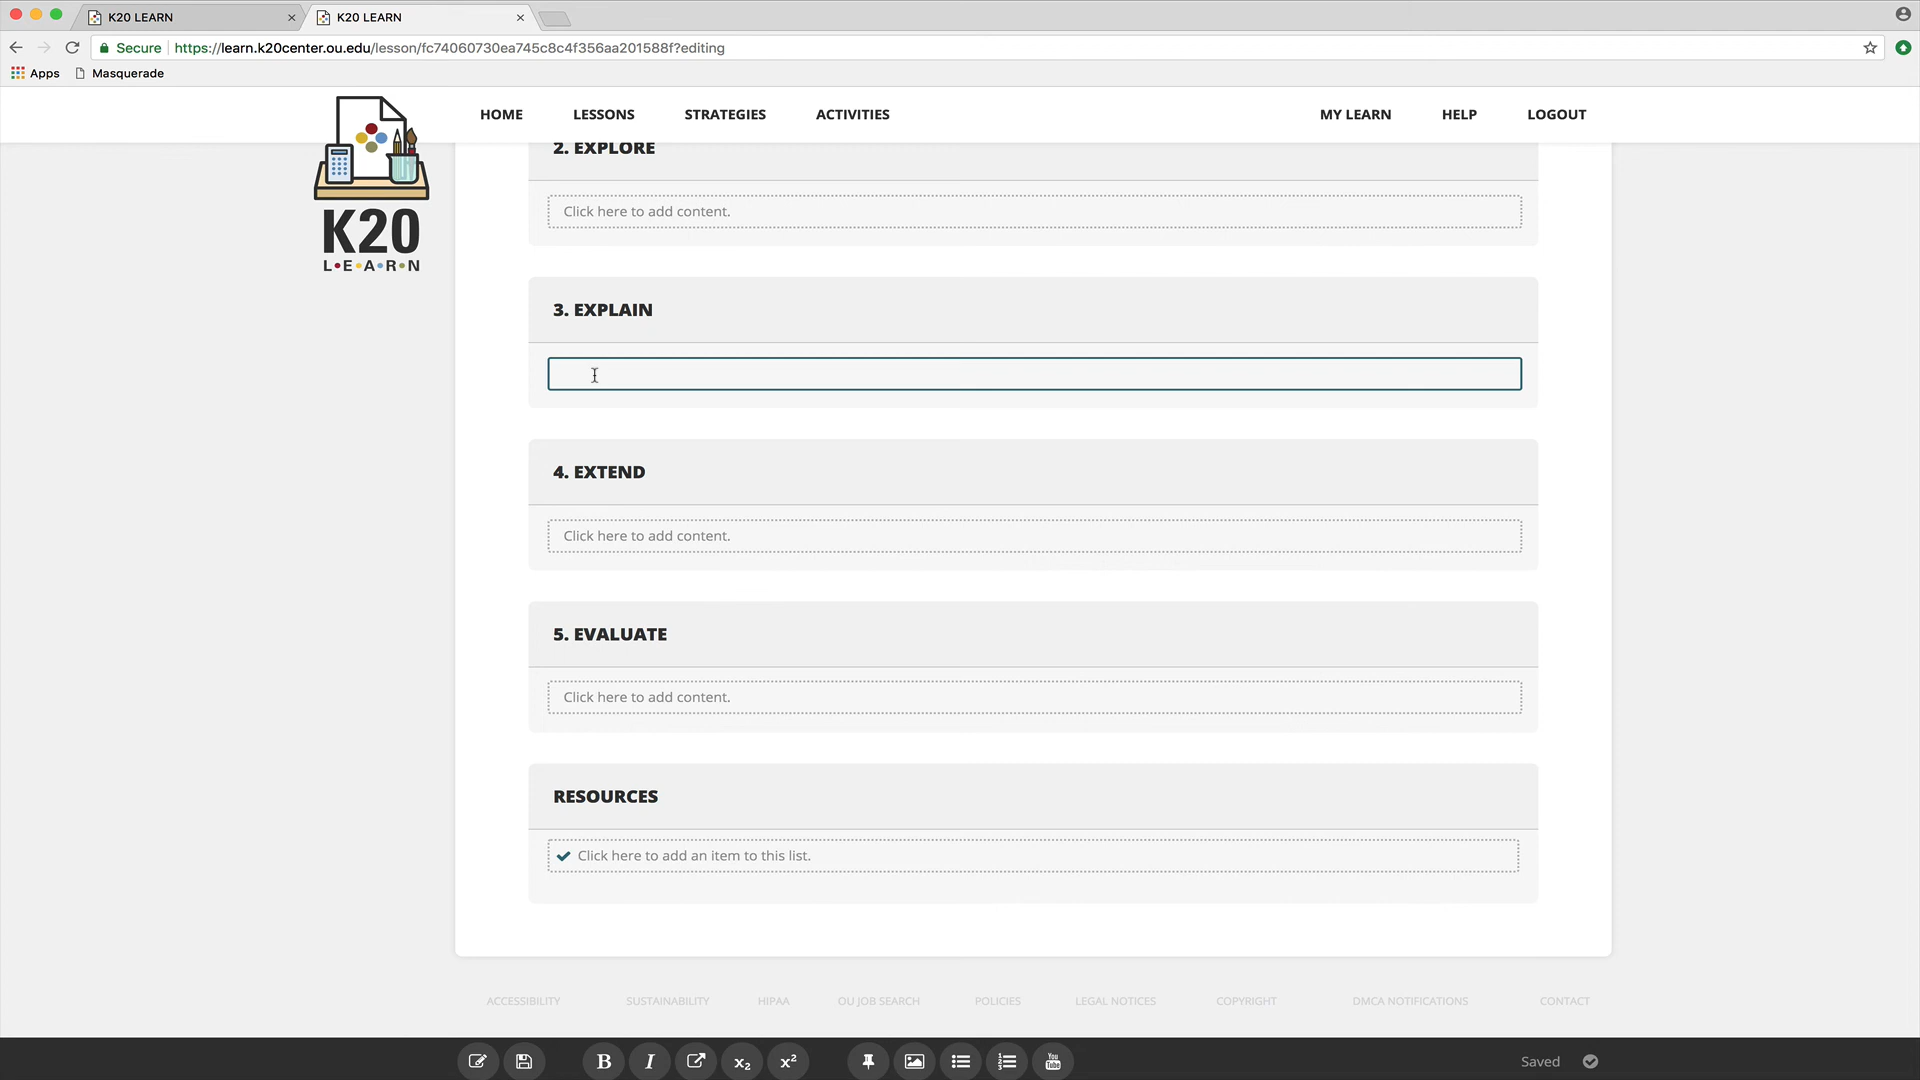 K20 LEARN
K20 LEARN
Secure
https://learn.k20center.ou.edu/lesson/fc74060730ea745c8c4f356aa201588f?editing
Apps
Masquerade
HOME
LESSONS
STRATEGIES
ACTIVITIES
MY LEARN
HELP
LOGOUT
K20
L•E•A•R•N
2. EXPLORE
Click here to add content.
3. EXPLAIN
4. EXTEND
Click here to add content.
5. EVALUATE
Click here to add content.
RESOURCES
Click here to add an item to this list.
ACCESSIBILITY
SUSTAINABILITY
HIPAA
OU JOB SEARCH
POLICIES
LEGAL NOTICES
COPYRIGHT
DMCA NOTIFICATIONS
CONTACT
B
I
x₂
x²
You Tube
Saved